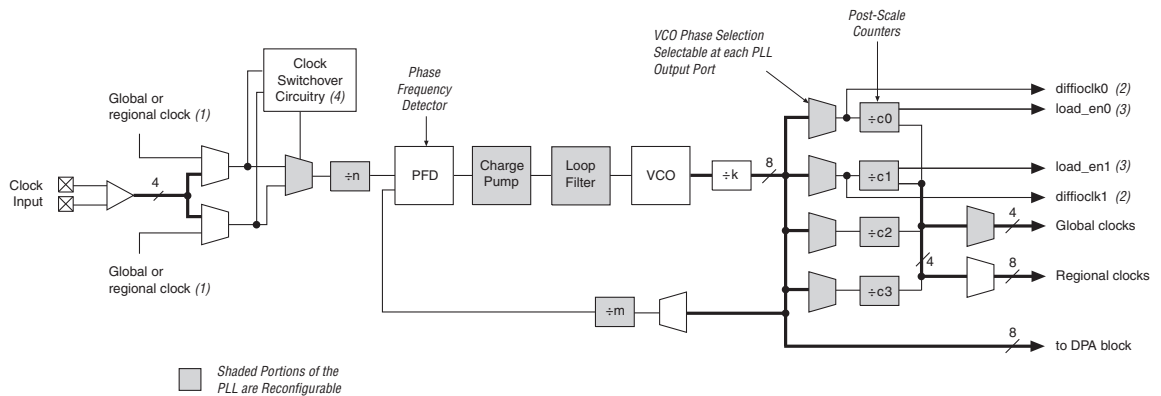 Post-Scale
Counters
VCO Phase Selection
Selectable at each PLL
Output Port
Clock
Switchover
Circuitry (4)
Phase
Frequency
Detector
Global or
regional clock (1)
diffioclk0 (2)
load_en0 (3)
÷c0
4
Clock
Input
÷n
PFD
Charge
Pump
Loop
Filter
VCO
÷k
8
÷c1
load_en1 (3)
diffioclk1 (2)
÷c2
4
Global clocks
Global or
regional clock (1)
4
8
Regional clocks
÷c3
÷m
8
to DPA block
Shaded Portions of the
PLL are Reconfigurable